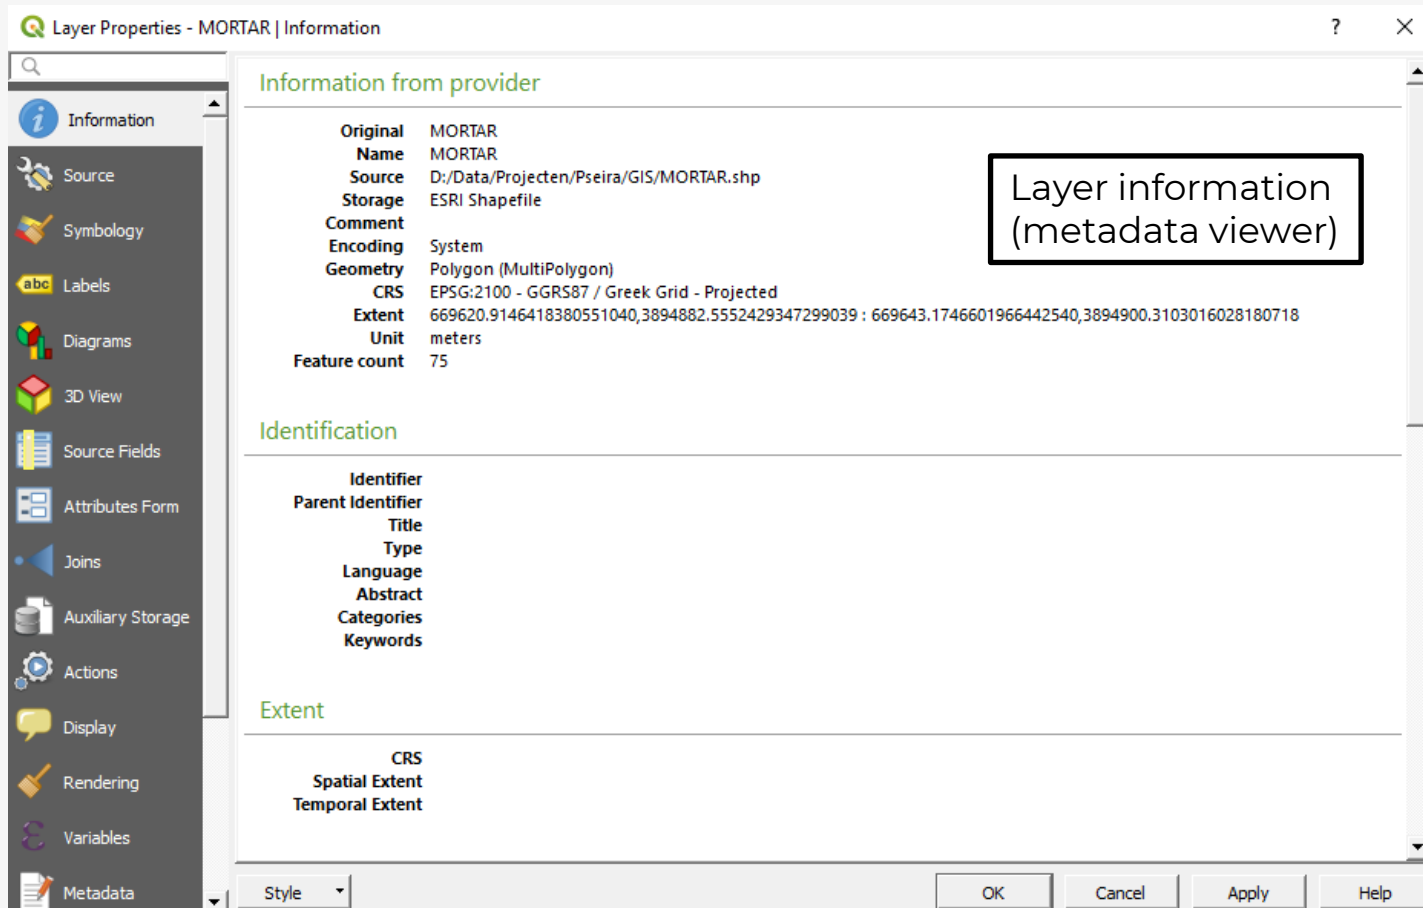 Layer Properties - MORTAR | Information
?
Information
Source
Symbology
abc Labels
Diagrams
3D View
Source Fields
Attributes Form
Joins
Auxiliary Storage
Actions
Display
Rendering
Variables
Metadata
Information from provider
Original MORTAR
Name MORTAR
Source D:/Data/Projecten/Pseira/GIS/MORTAR.shp
Storage ESRI Shapefile
Comment
Encoding System
Geometry Polygon (MultiPolygon)
CRS EPSG:2100 - GGRS87 / Greek Grid - Projected
Extent 669620.9146418380551040,3894882.5552429347299039 : 669643.1746601966442540,3894900.3103016028180718
Unit meters
Feature count 75
Layer information
(metadata viewer)
Identification
Identifier
Parent Identifier
Title
Type
Language
Abstract
Categories
Keywords
Extent
CRS
Spatial Extent
Temporal Extent
Style
OK
Cancel
Apply
Help